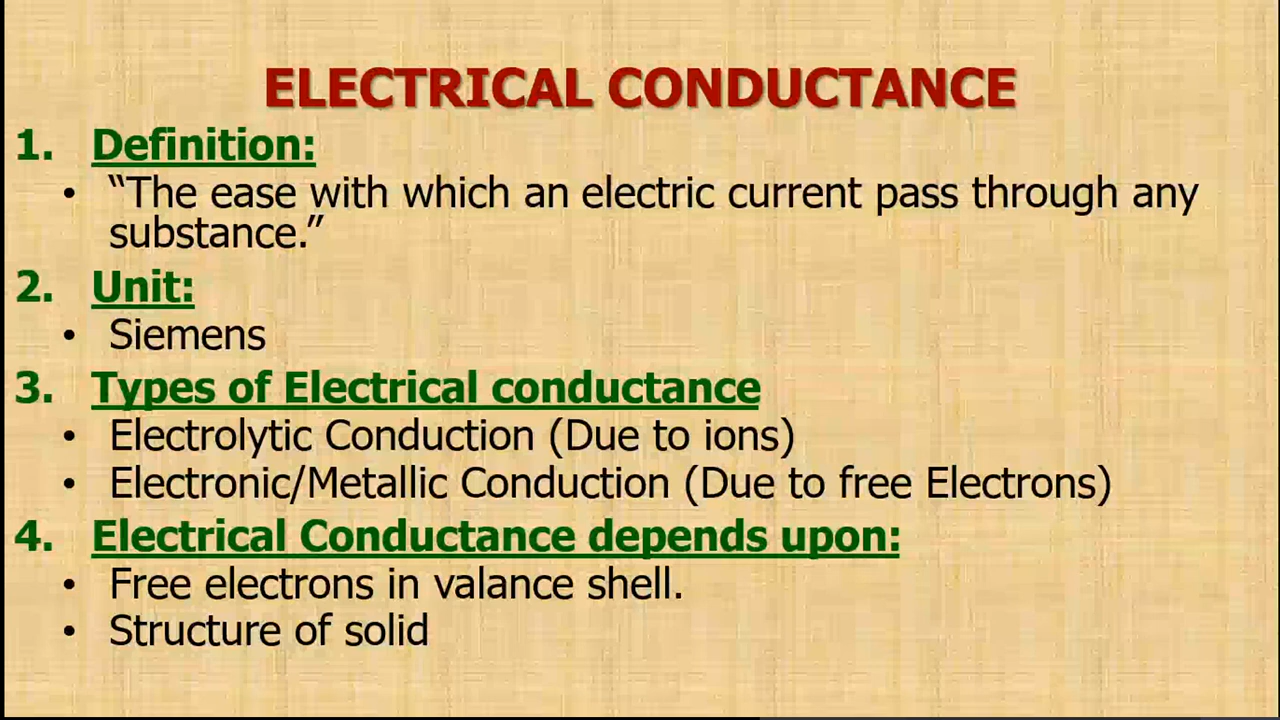 ELECTRICAL CONDUCTANCE
1. Definition:
• “The ease with which an electric current pass through any
substance.”
2. Unit:
• Siemens
3. Types of Electrical conductance
• Electrolytic Conduction (Due to ions)
• Electronic/Metallic Conduction (Due to free Electrons)
4. Electrical Conductance depends upon:
• Free electrons in valance shell.
• Structure of solid